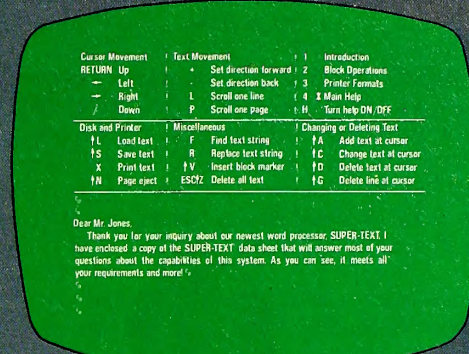 Cursor Movement | Text Movement | 1 Introduction
RETURN Up | + Set direction forward | 2 Block Operations
← Left | - Set direction back | 3 Printer Formats
→ Right | L Scroll one line | 4 Main Help
/ Down | P Scroll one page | H Turn help ON/OFF
Disk and Printer | Miscellaneous | Changing or Deleting Text
↑L Load text | F Find text string | ↑A Add text at cursor
↑S Save text | R Replace text string | ↑C Change text at cursor
X Print text | ↑V Insert block marker | ↑D Delete text at cursor
↑N Page eject | ESC↑Z Delete all text | ↑G Delete line at cursor
Dear Mr. Jones,
Thank you for your inquiry about our newest word processor, SUPER-TEXT. I
have enclosed a copy of the SUPER-TEXT data sheet that will answer most of your
questions about the capabilities of this system. As you can see, it meets all
your requirements and more!